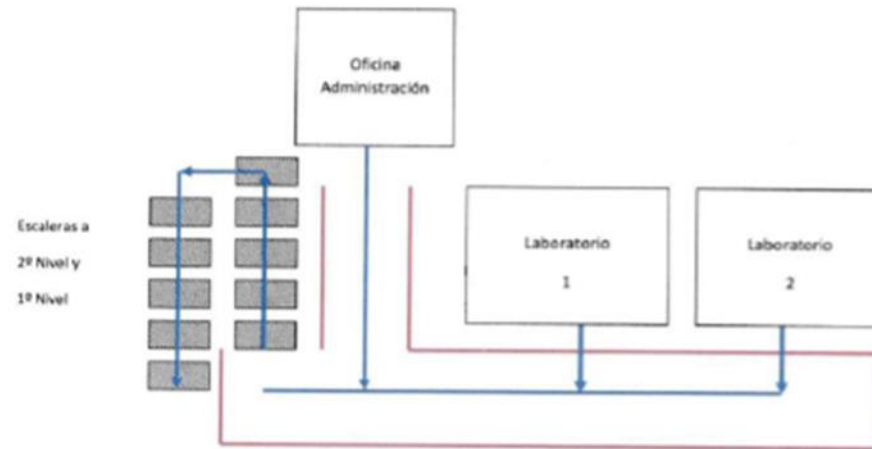 Oficina
Administración
Escaleras a
2º Nivel y
1º Nivel
Laboratorio
1
Laboratorio
2